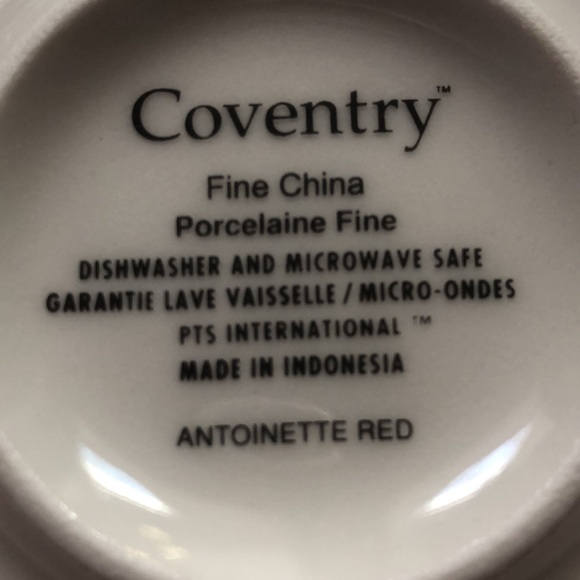 Coventry™
Fine China
Porcelaine Fine
DISHWASHER AND MICROWAVE SAFE
GARANTIE LAVE VAISSELLE / MICRO-ONDES
PTS INTERNATIONAL ™
MADE IN INDONESIA
ANTOINETTE RED